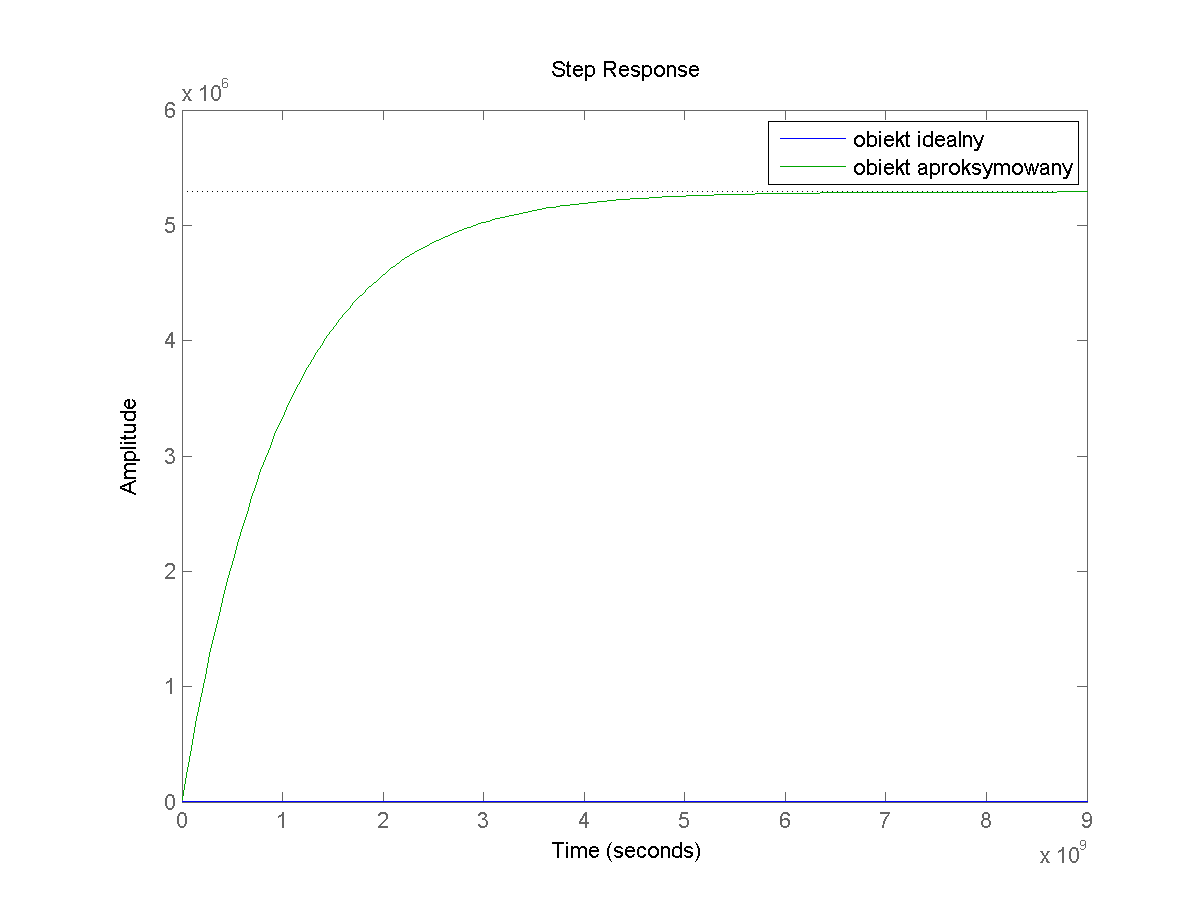 Step Response
x 10^6
6
obiekt idealny
obiekt aproksymowany
5
4
3
2
1
0
Amplitude
0 1 2 3 4 5 6 7 8 9
Time (seconds)
x 10^9